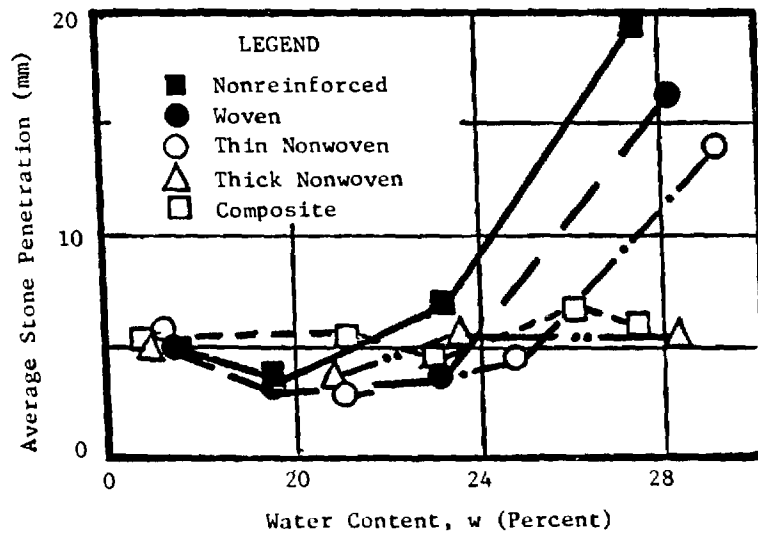 20
LEGEND
Nonreinforced
Woven
Thin Nonwoven
Thick Nonwoven
Composite
10
0
Average Stone Penetration (mm)
0 20 24 28
Water Content, w (Percent)